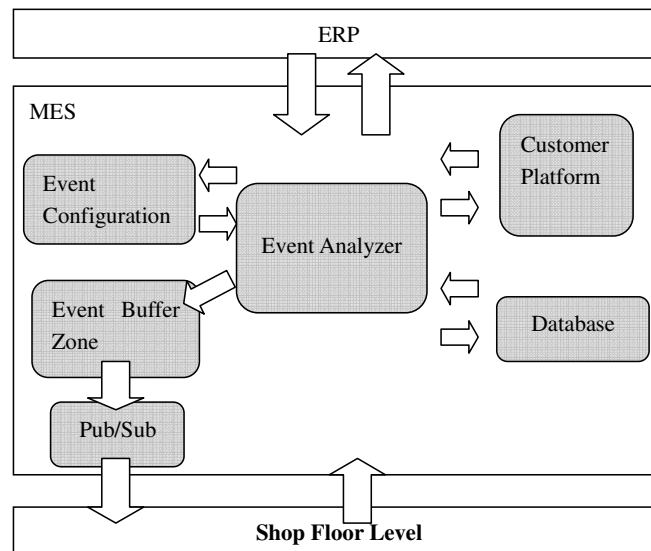 ERP
MES
Customer
Platform
Event
Configuration
Event Analyzer
Event Buffer
Zone
Database
Pub/Sub
Shop Floor Level